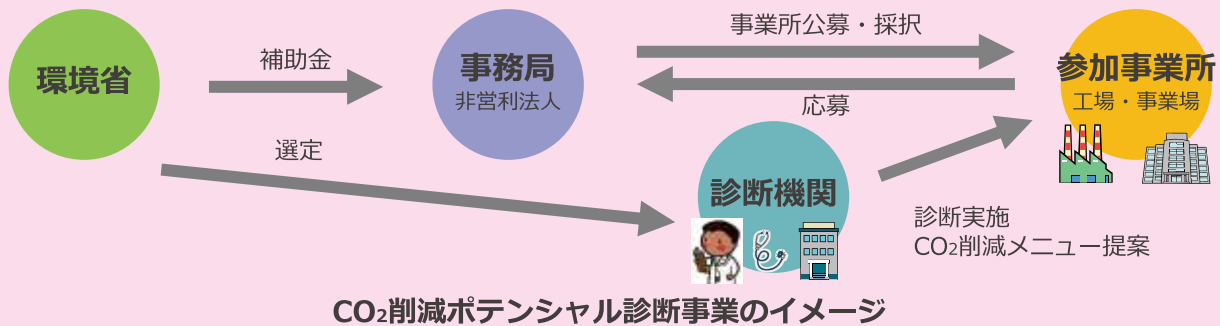 環境省
補助金
事務局
非営利法人
事業所公募・採択
応募
参加事業所
工場・事業場
選定
診断機関
診断実施
CO₂削減メニュー提案
CO₂削減ポテンシャル診断事業のイメージ